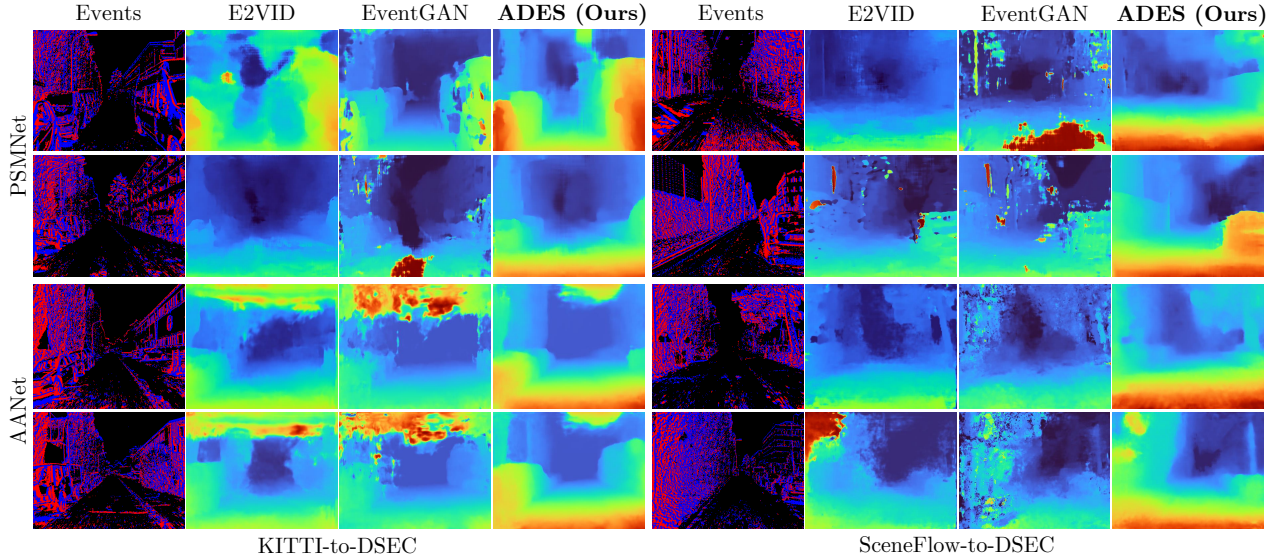 Events E2VID EventGAN ADES (Ours) Events E2VID EventGAN ADES (Ours)
PSMNet
AANet
KITTI-to-DSEC SceneFlow-to-DSEC